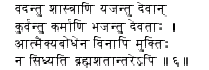 वदन्तु शास्त्राणि यजन्तु देवान्
कुर्वन्तु कर्माणि भजन्तु देवताः ।
आत्मैक्यबोधेन विनापि मुक्तिः
न सिध्यति ब्रह्मशतान्तरेऽपि ॥ ६ ॥